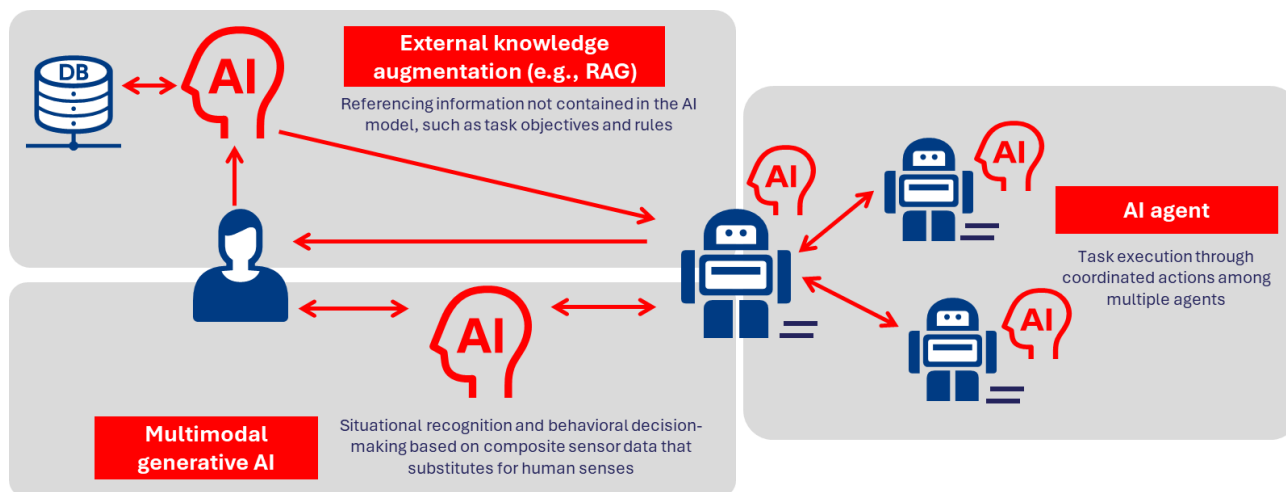 DB
AI
External knowledge
augmentation (e.g., RAG)
Referencing information not contained in the AI
model, such as task objectives and rules
AI
AI
AI
AI agent
Task execution through
coordinated actions among
multiple agents
AI
Multimodal
generative AI
Situational recognition and behavioral decision-
making based on composite sensor data that
substitutes for human senses